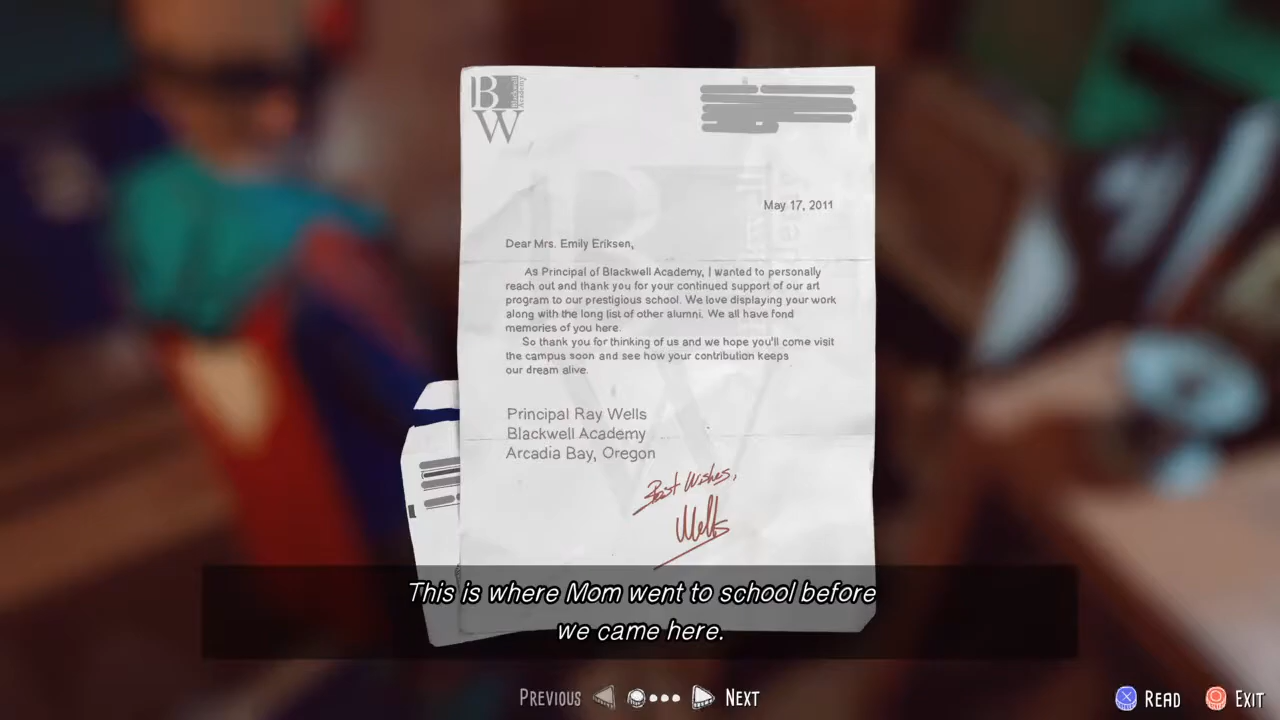 B
W
Blackwell
Academy
May 17, 2011
Dear Mrs. Emily Eriksen,
As Principal of Blackwell Academy, I wanted to personally
reach out and thank you for your continued support of our art
program to our prestigious school. We love displaying your work
along with the long list of other alumni. We all have fond
memories of you here.
So thank you for thinking of us and we hope you'll come visit
the campus soon and see how your contribution keeps
our dream alive.
Principal Ray Wells
Blackwell Academy
Arcadia Bay, Oregon
Best Wishes,
Wells
This is where Mom went to school before
we came here.
PREVIOUS NEXT
X READ EXIT